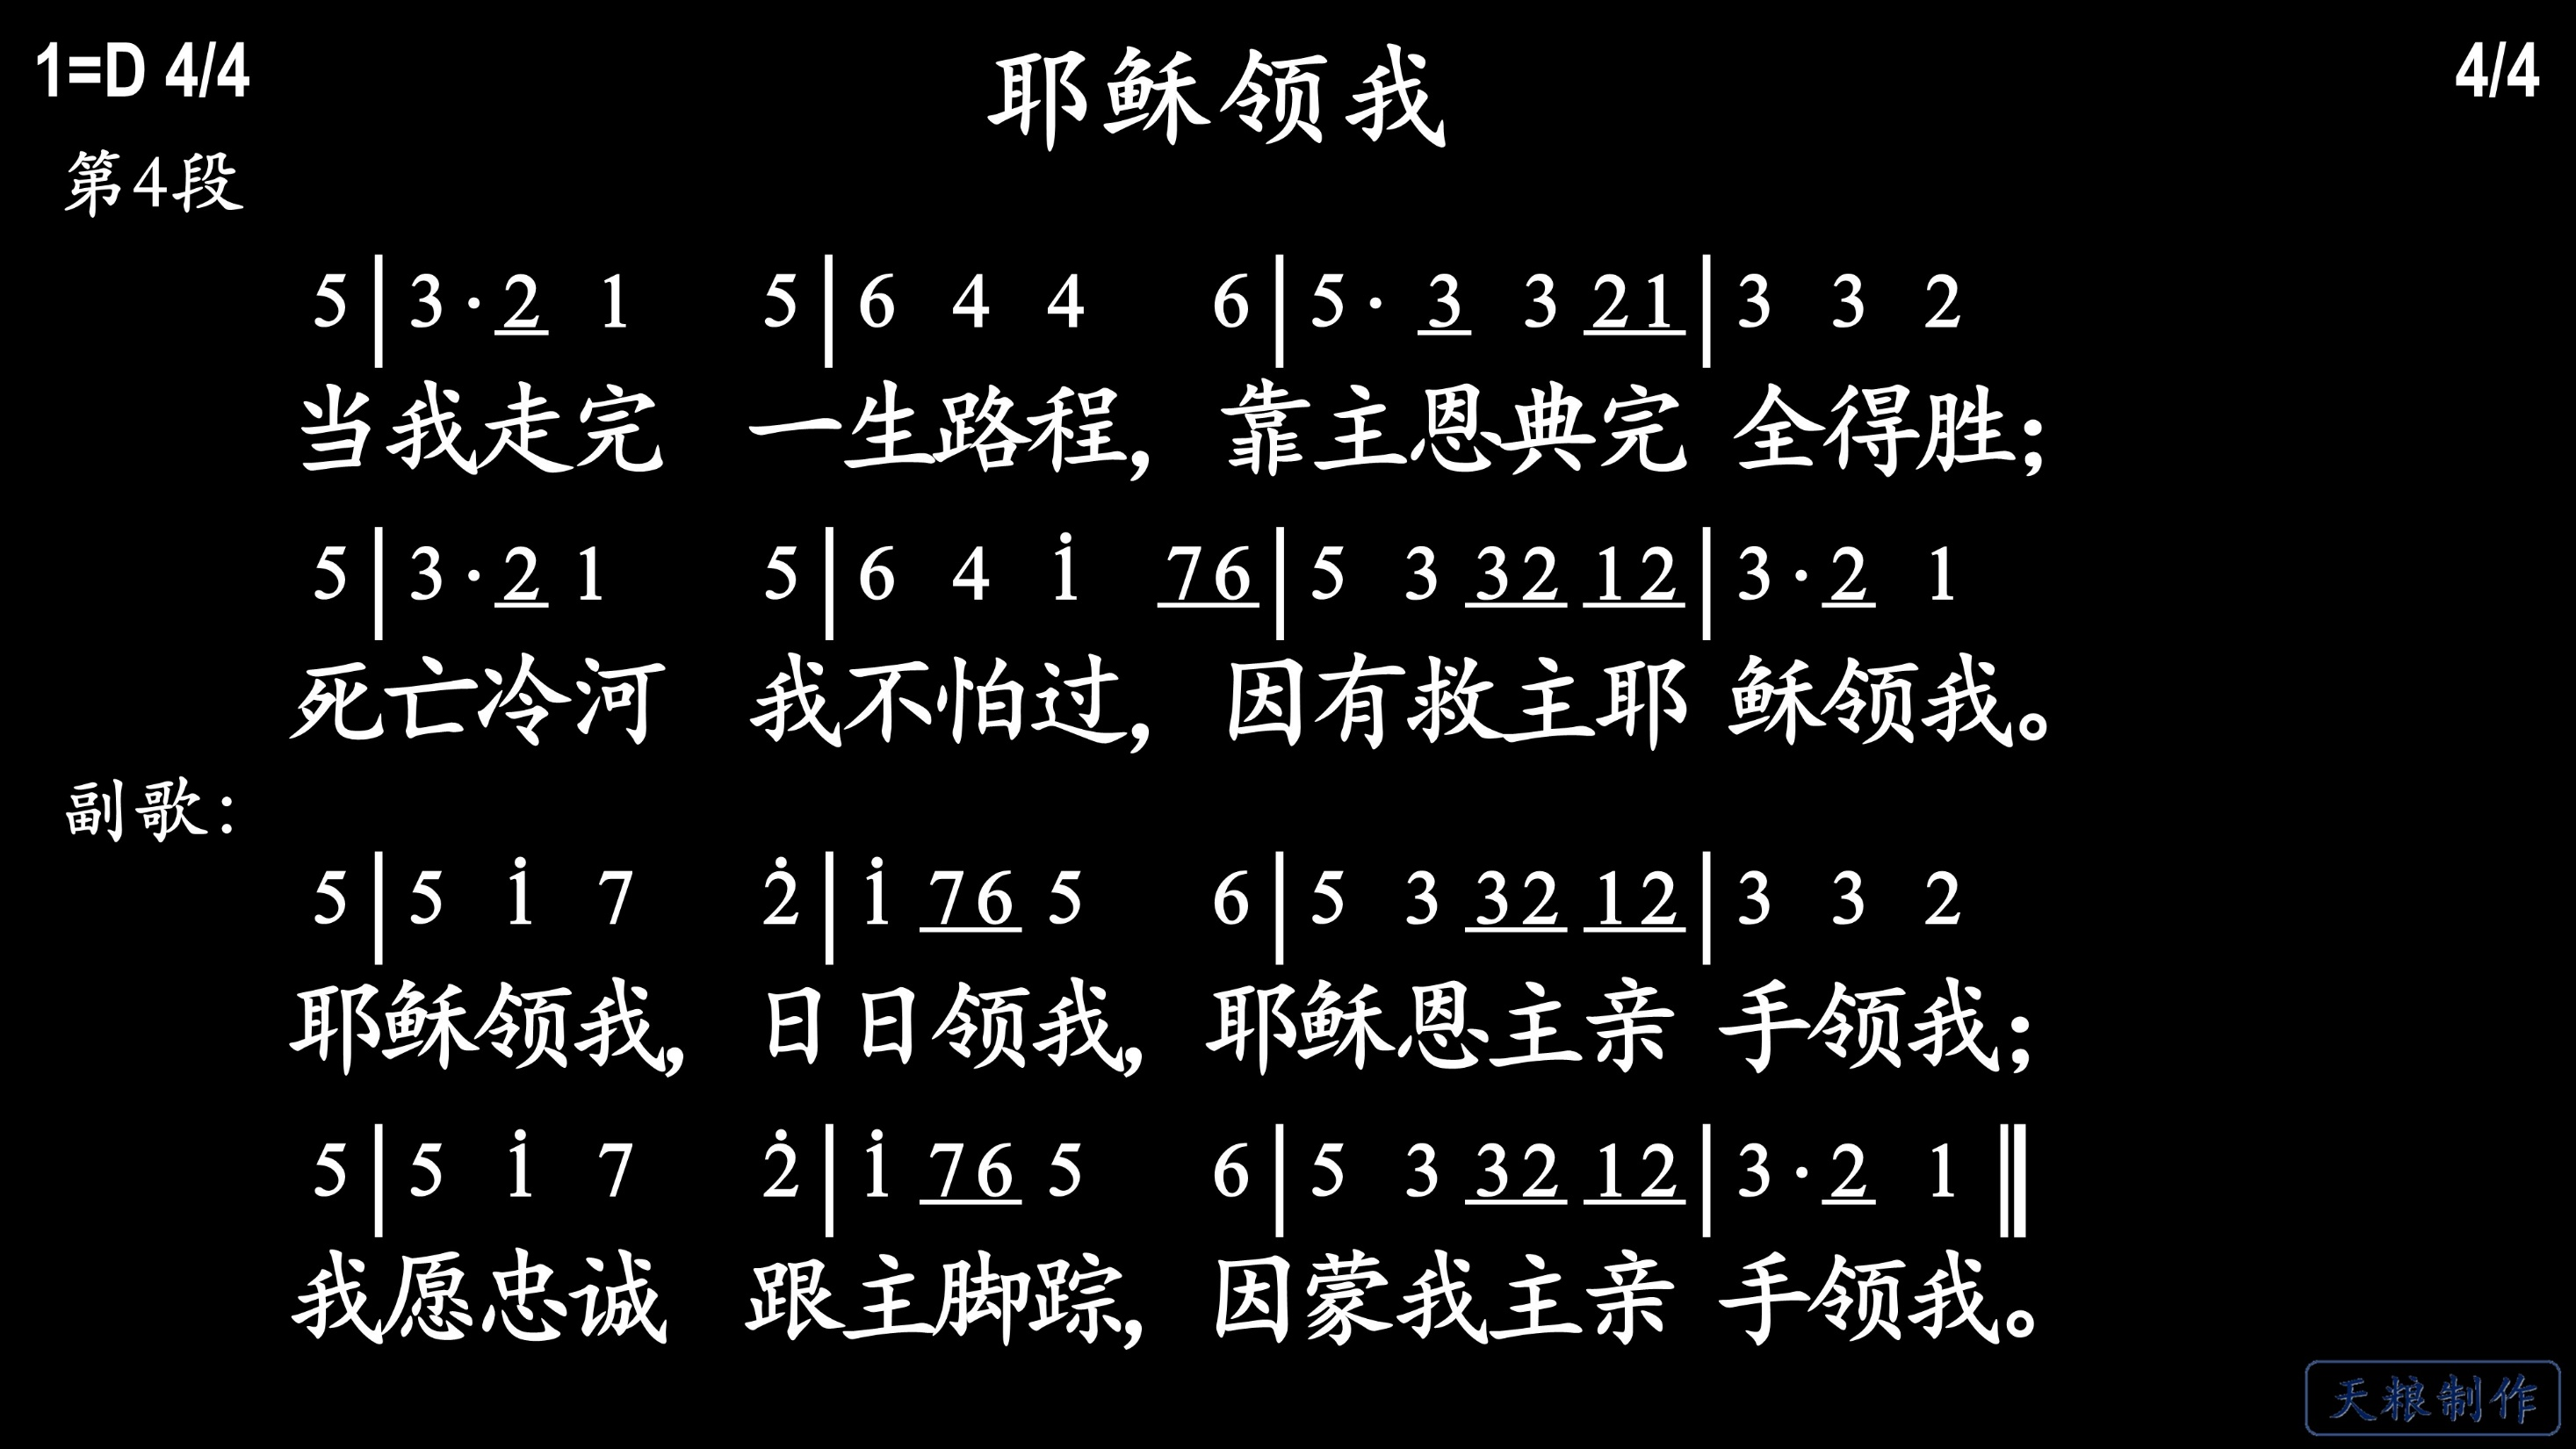 1=D 4/4 耶稣领我 4/4
第4段
5|3·2 1 5|6 4 4 6|5· 3 3 21|3 3 2
当我走完 一生路程,靠主恩典完 全得胜;
5|3·2 1 5|6 4 i 76|5 3 32 12|3·2 1
死亡冷河 我不怕过,因有救主耶 稣领我。
副歌:
5|5 i 7 2̇|i 76 5 6|5 3 32 12|3 3 2
耶稣领我,日日领我,耶稣恩主亲 手领我;
5|5 i 7 2̇|i 76 5 6|5 3 32 12|3·2 1‖
我愿忠诚 跟主脚踪,因蒙我主亲 手领我。
天粮制作